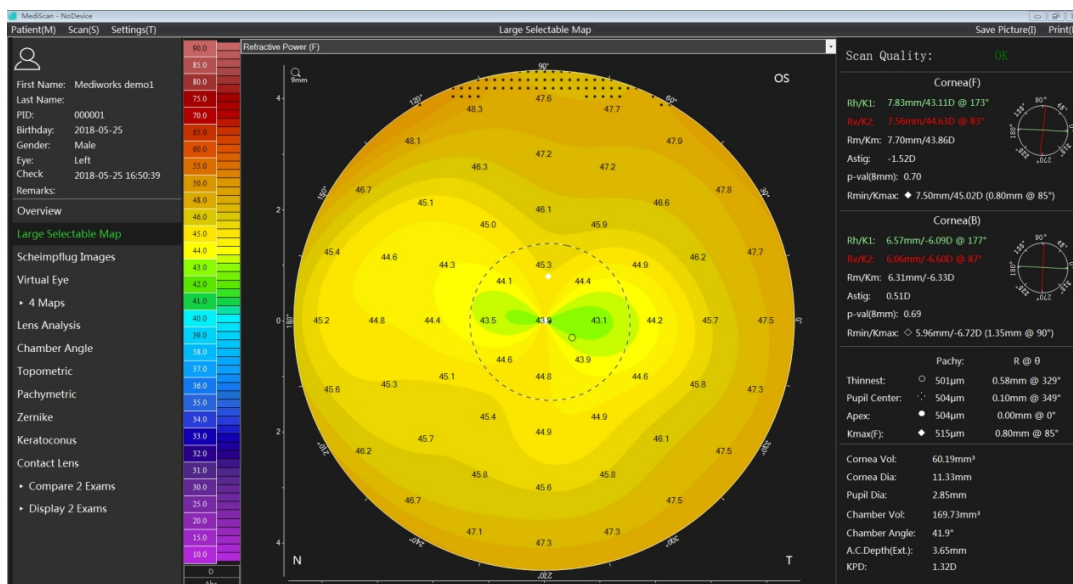 MediScan - NoDevice
Patient(M) Scan(S) Settings(T) Large Selectable Map Save Picture(I)
First Name: Mediworks demo1
Last Name:
PID: 000001
Birthday: 2018-05-25
Gender: Male
Eye: Left
Check 2018-05-25 16:50:39
Remarks:
Overview
Large Selectable Map
Scheimpflug Images
Virtual Eye
4 Maps
Lens Analysis
Chamber Angle
Topometric
Pachymetric
Zernike
Keratoconus
Contact Lens
Compare 2 Exams
Display 2 Exams
90.0
85.0
80.0
75.0
70.0
65.0
60.0
55.0
50.0
48.0
46.0
45.0
44.0
43.0
42.0
41.0
40.0
39.0
38.0
37.0
36.0
35.0
34.0
33.0
32.0
31.0
30.0
25.0
20.0
15.0
10.0
D
Refractive Power (F)
9mm
OS
90°
120° 60°
47.6
48.3 47.7
48.1 47.9
47.2
46.3 47.2
150° 46.7 47.8 30°
45.1 46.1 46.6
45.0 45.9
45.4 44.6 44.3 45.3 44.9 46.2 47.7
44.1 44.4
180° 45.2 44.8 44.4 43.5 43.9 43.1 44.2 45.7 47.5 0°
44.6 43.9
45.6 45.3 45.1 44.8 44.6 45.8 47.3
45.4 44.9
45.7 44.9 46.1
210° 46.2 47.5 330°
45.8 45.8
45.6
46.7 47.5
47.1 47.3
47.3
240° 300°
270°
4
2
0
2
4
N T
Scan Quality: OK
Cornea(F)
Rh/K1: 7.83mm/43.11D @ 173°
Rv/K2: 7.56mm/44.63D @ 83°
Rm/Km: 7.70mm/43.86D
Astig: -1.52D
p-val(8mm): 0.70
Rmin/Kmax: ◆ 7.50mm/45.02D (0.80mm @ 85°)
Cornea(B)
Rh/K1: 6.57mm/-6.09D @ 177°
Rv/K2: 6.06mm/-6.60D @ 87°
Rm/Km: 6.31mm/-6.33D
Astig: 0.51D
p-val(8mm): 0.69
Rmin/Kmax: ◇ 5.96mm/-6.72D (1.35mm @ 90°)
Pachy: R @ θ
Thinnest: 501μm 0.58mm @ 329°
Pupil Center: 504μm 0.10mm @ 349°
Apex: 504μm 0.00mm @ 0°
Kmax(F): ◆ 515μm 0.80mm @ 85°
Cornea Vol: 60.19mm³
Cornea Dia: 11.33mm
Pupil Dia: 2.85mm
Chamber Vol: 169.73mm³
Chamber Angle: 41.9°
A.C.Depth(Ext.): 3.65mm
KPD: 1.32D